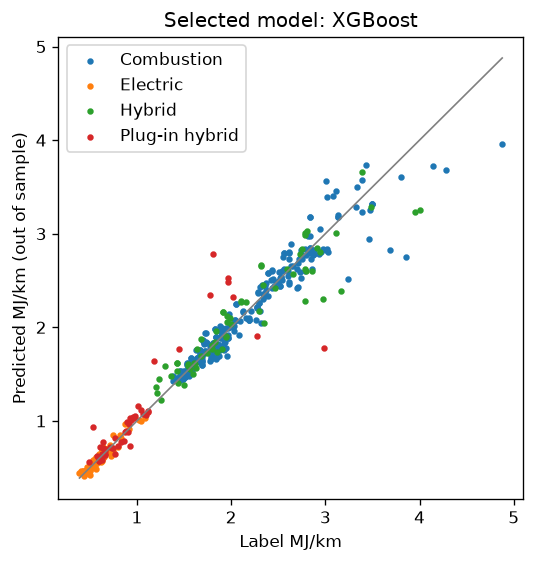 Selected model: XGBoost
Combustion
Electric
Hybrid
Plug-in hybrid
Predicted MJ/km (out of sample)
5
4
3
2
1
1 2 3 4 5
Label MJ/km